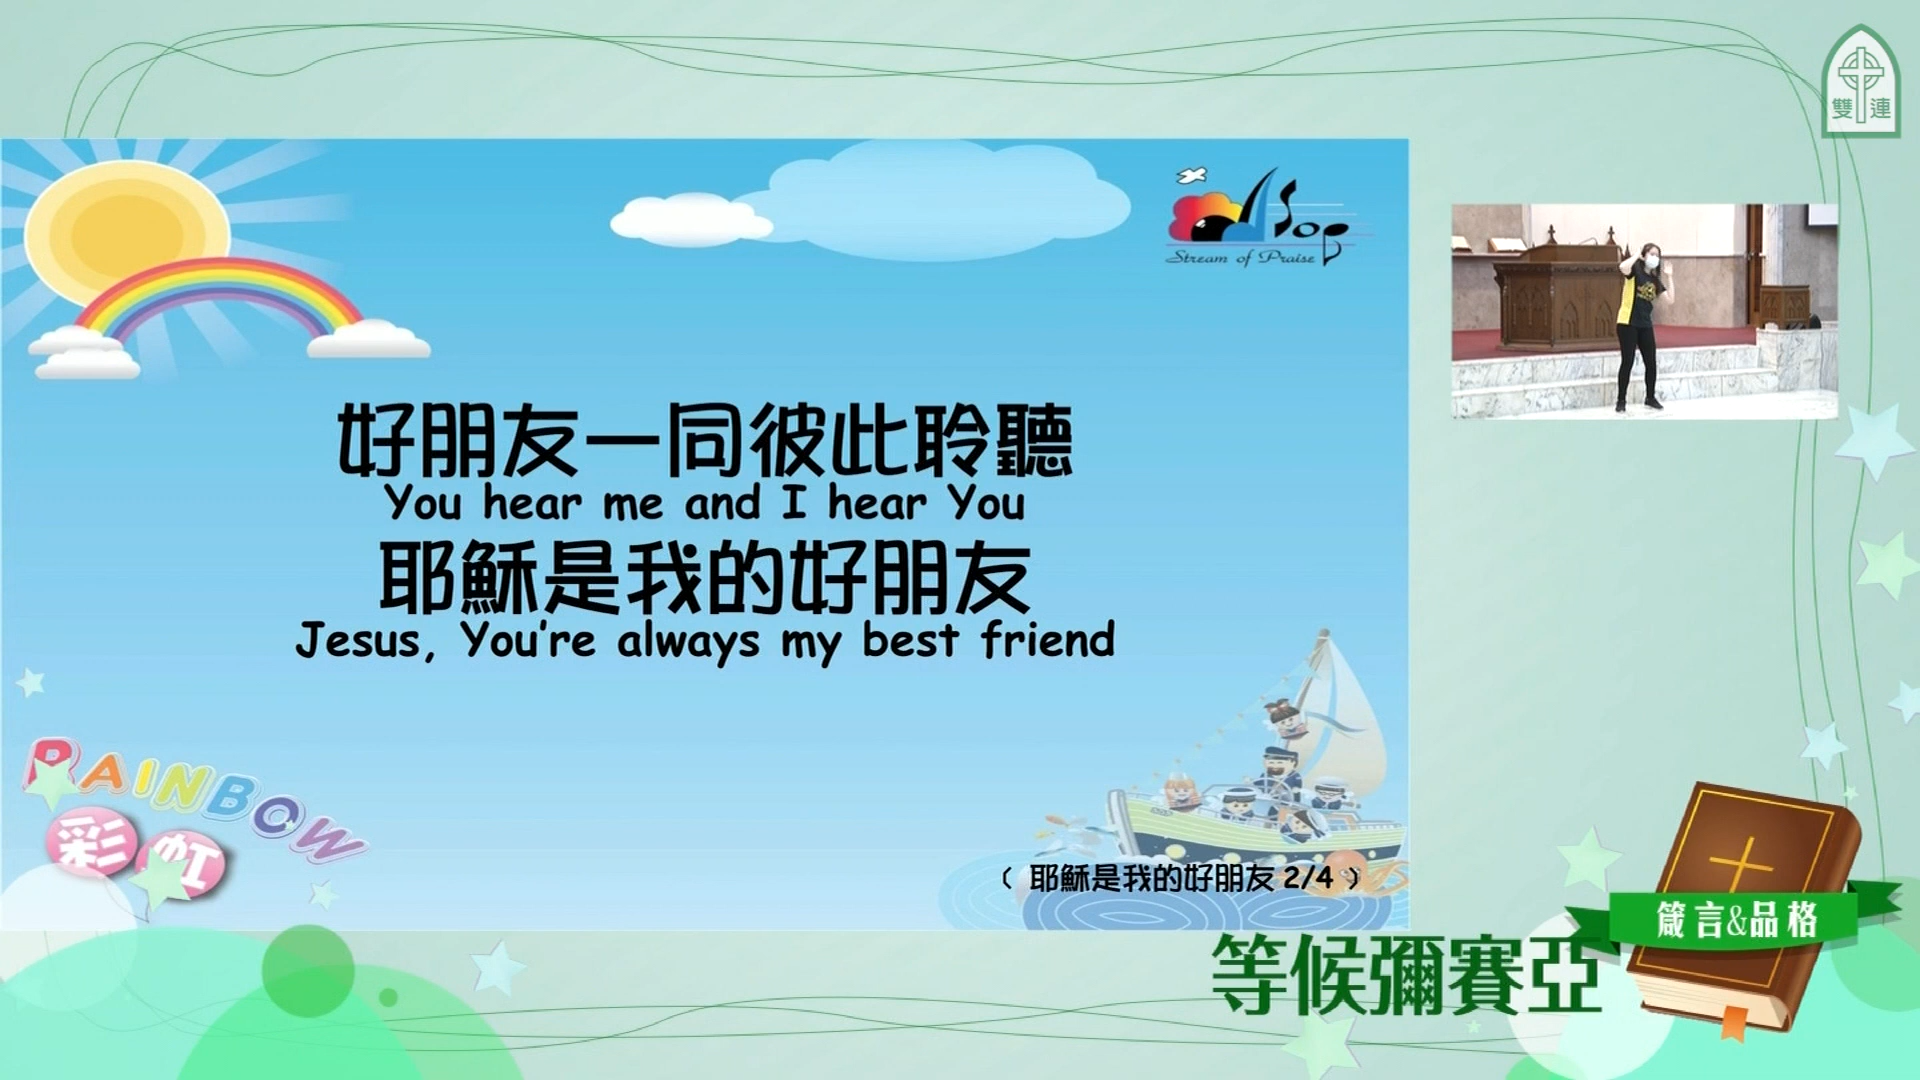 雙連
Sop
Stream of Praise
好朋友一同彼此聆聽
You hear me and I hear You
耶穌是我的好朋友
Jesus, You're always my best friend
RAINBOW
彩虹
( 耶穌是我的好朋友 2/4 )
箴言&品格
等候彌賽亞